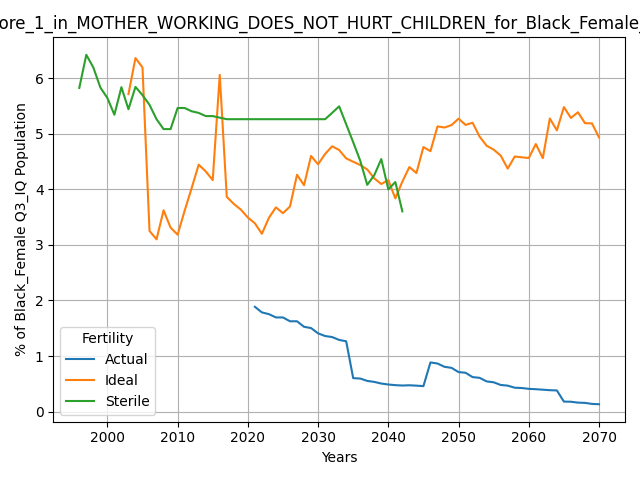 ore_1_in_MOTHER_WORKING_DOES_NOT_HURT_CHILDREN_for_Black_Female_
% of Black_Female Q3_IQ Population
6
5
4
3
2
1
0
Fertility
Actual
Ideal
Sterile
2000 2010 2020 2030 2040 2050 2060 2070
Years